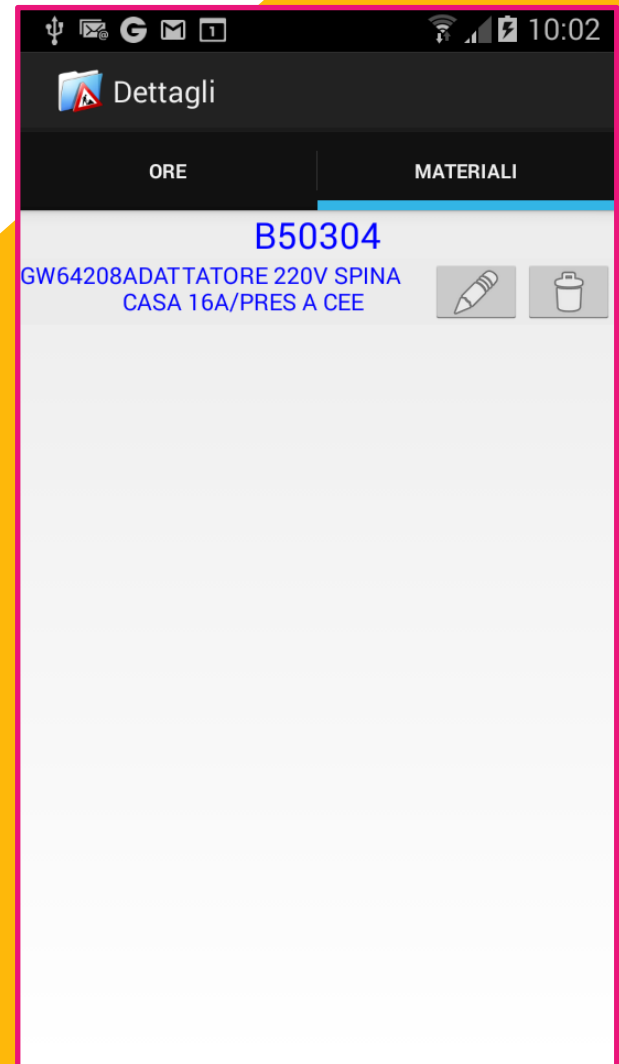 10:02
Dettagli
ORE
MATERIALI
B50304
GW64208ADATTATORE 220V SPINA
CASA 16A/PRES A CEE